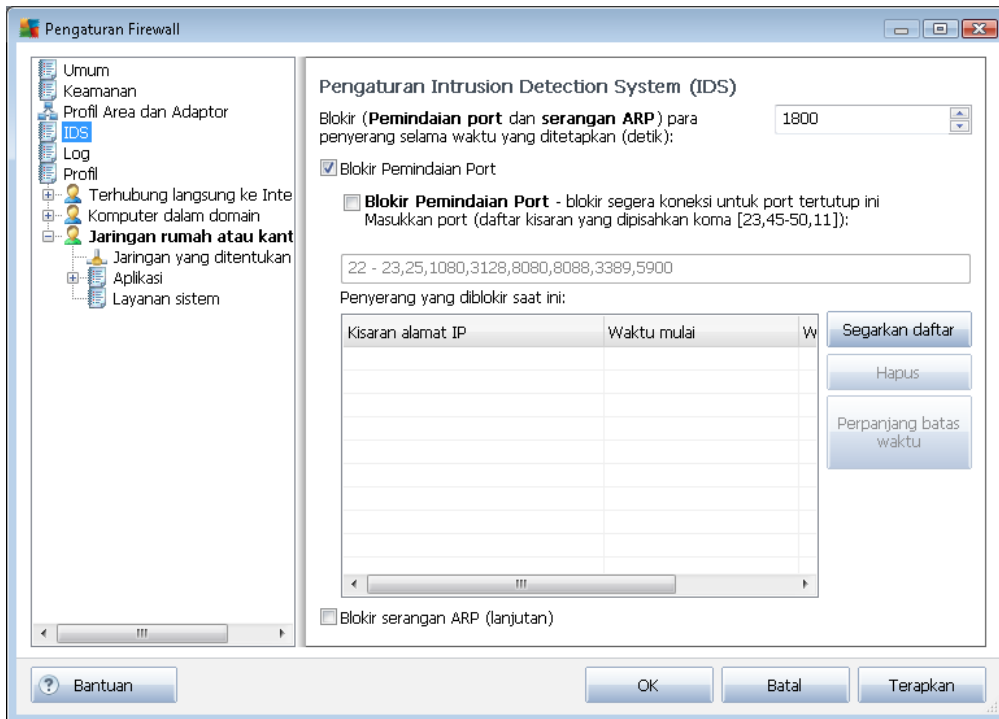 Pengaturan Firewall
Umum
Keamanan
Profil Area dan Adaptor
IDS
Log
Profil
Terhubung langsung ke Inte
Komputer dalam domain
Jaringan rumah atau kant
Jaringan yang ditentukan
Aplikasi
Layanan sistem
Pengaturan Intrusion Detection System (IDS)
Blokir (Pemindaian port dan serangan ARP) para
penyerang selama waktu yang ditetapkan (detik):
1800
Blokir Pemindaian Port
Blokir Pemindaian Port - blokir segera koneksi untuk port tertutup ini
Masukkan port (daftar kisaran yang dipisahkan koma [23,45-50,11]):
22 - 23,25,1080,3128,8080,8088,3389,5900
Penyerang yang diblokir saat ini:
Kisaran alamat IP
Waktu mulai
W
Segarkan daftar
Hapus
Perpanjang batas
waktu
Blokir serangan ARP (lanjutan)
? Bantuan
OK
Batal
Terapkan